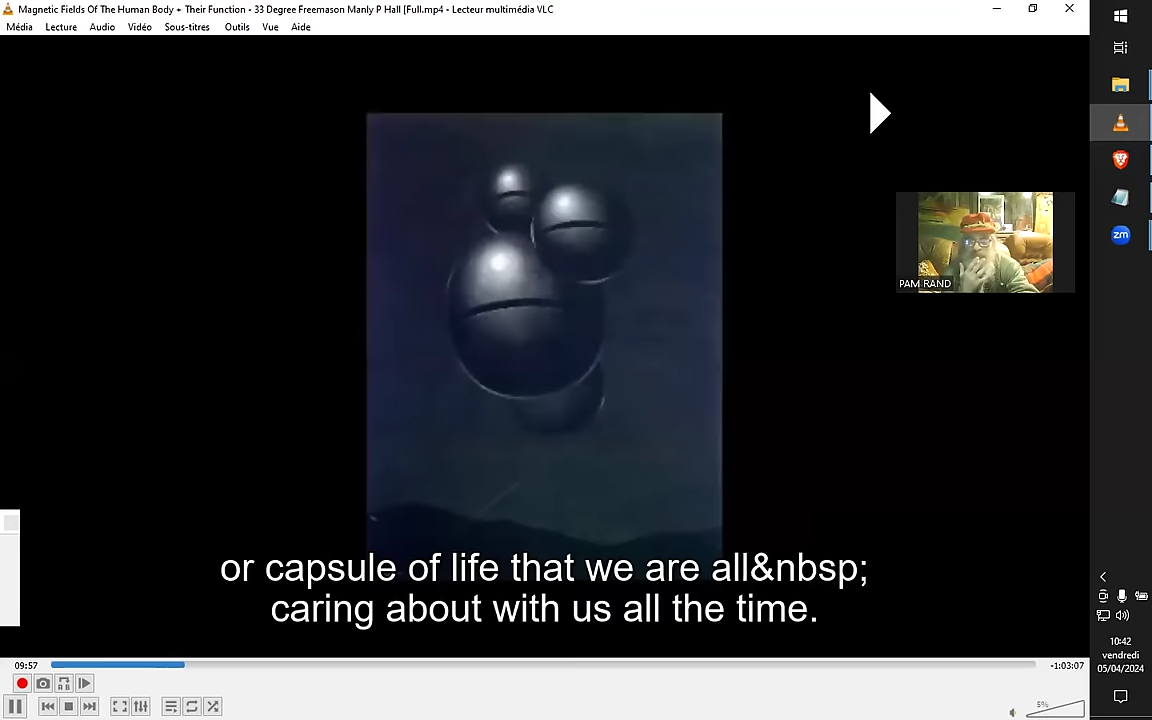 Magnetic Fields Of The Human Body + Their Function - 33 Degree Freemason Manly P Hall [Full.mp4 - Lecteur multimédia VLC
Média Lecture Audio Vidéo Sous-titres Outils Vue Aide
zm
PAM RAND
or capsule of life that we are all&nbsp;
caring about with us all the time.
09:57
-1:03:07
5%
10:42
vendredi
05/04/2024